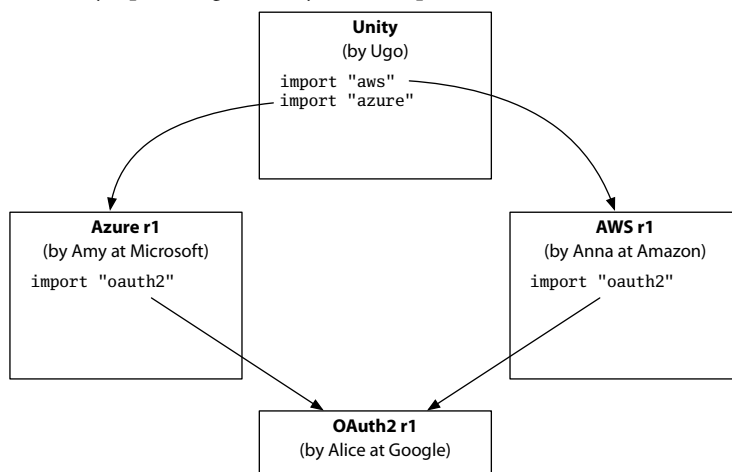 Unity
(by Ugo)
import "aws"
import "azure"
Azure r1
(by Amy at Microsoft)
import "oauth2"
AWS r1
(by Anna at Amazon)
import "oauth2"
OAuth2 r1
(by Alice at Google)